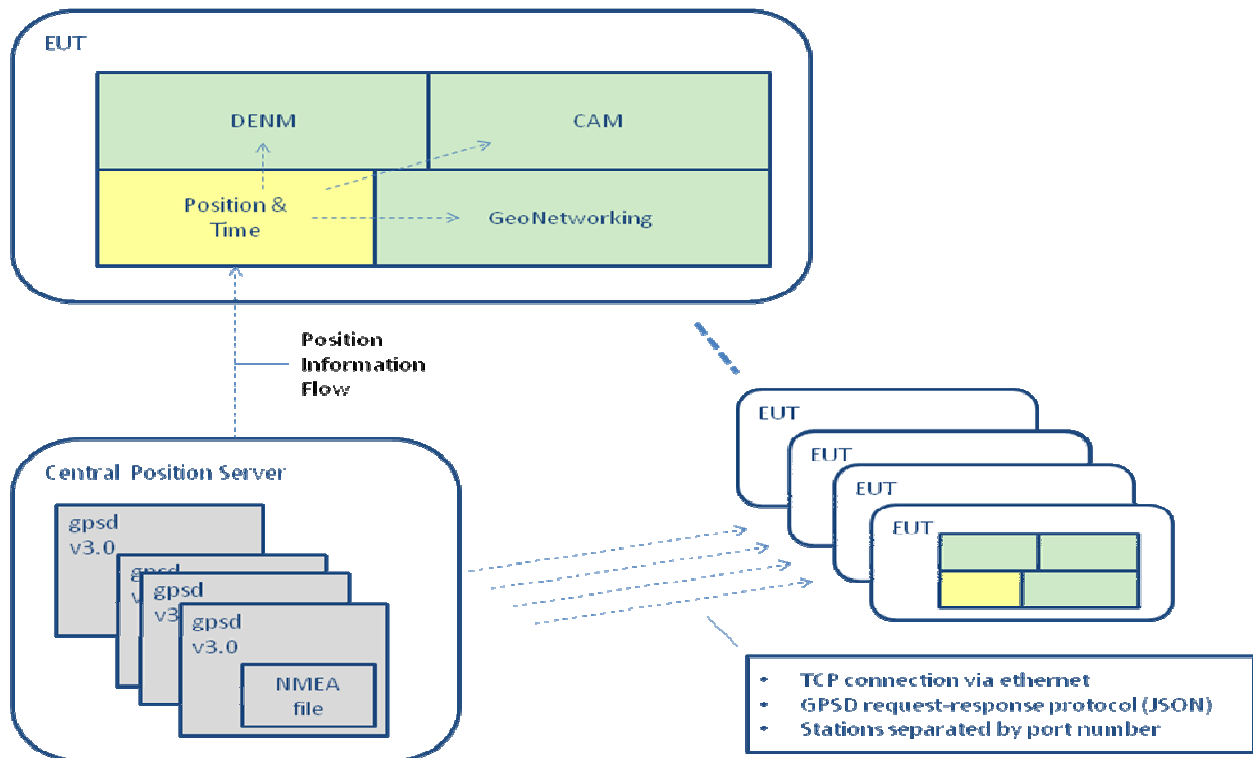 EUT
DENM
CAM
Position &
Time
GeoNetworking
Position
Information
Flow
Central Position Server
gpsd
v3.0
gpsd
gpsd
v3
gpsd
v3.0
NMEA
file
EUT
EUT
EUT
EUT
• TCP connection via ethernet
• GPSD request-response protocol (JSON)
• Stations separated by port number